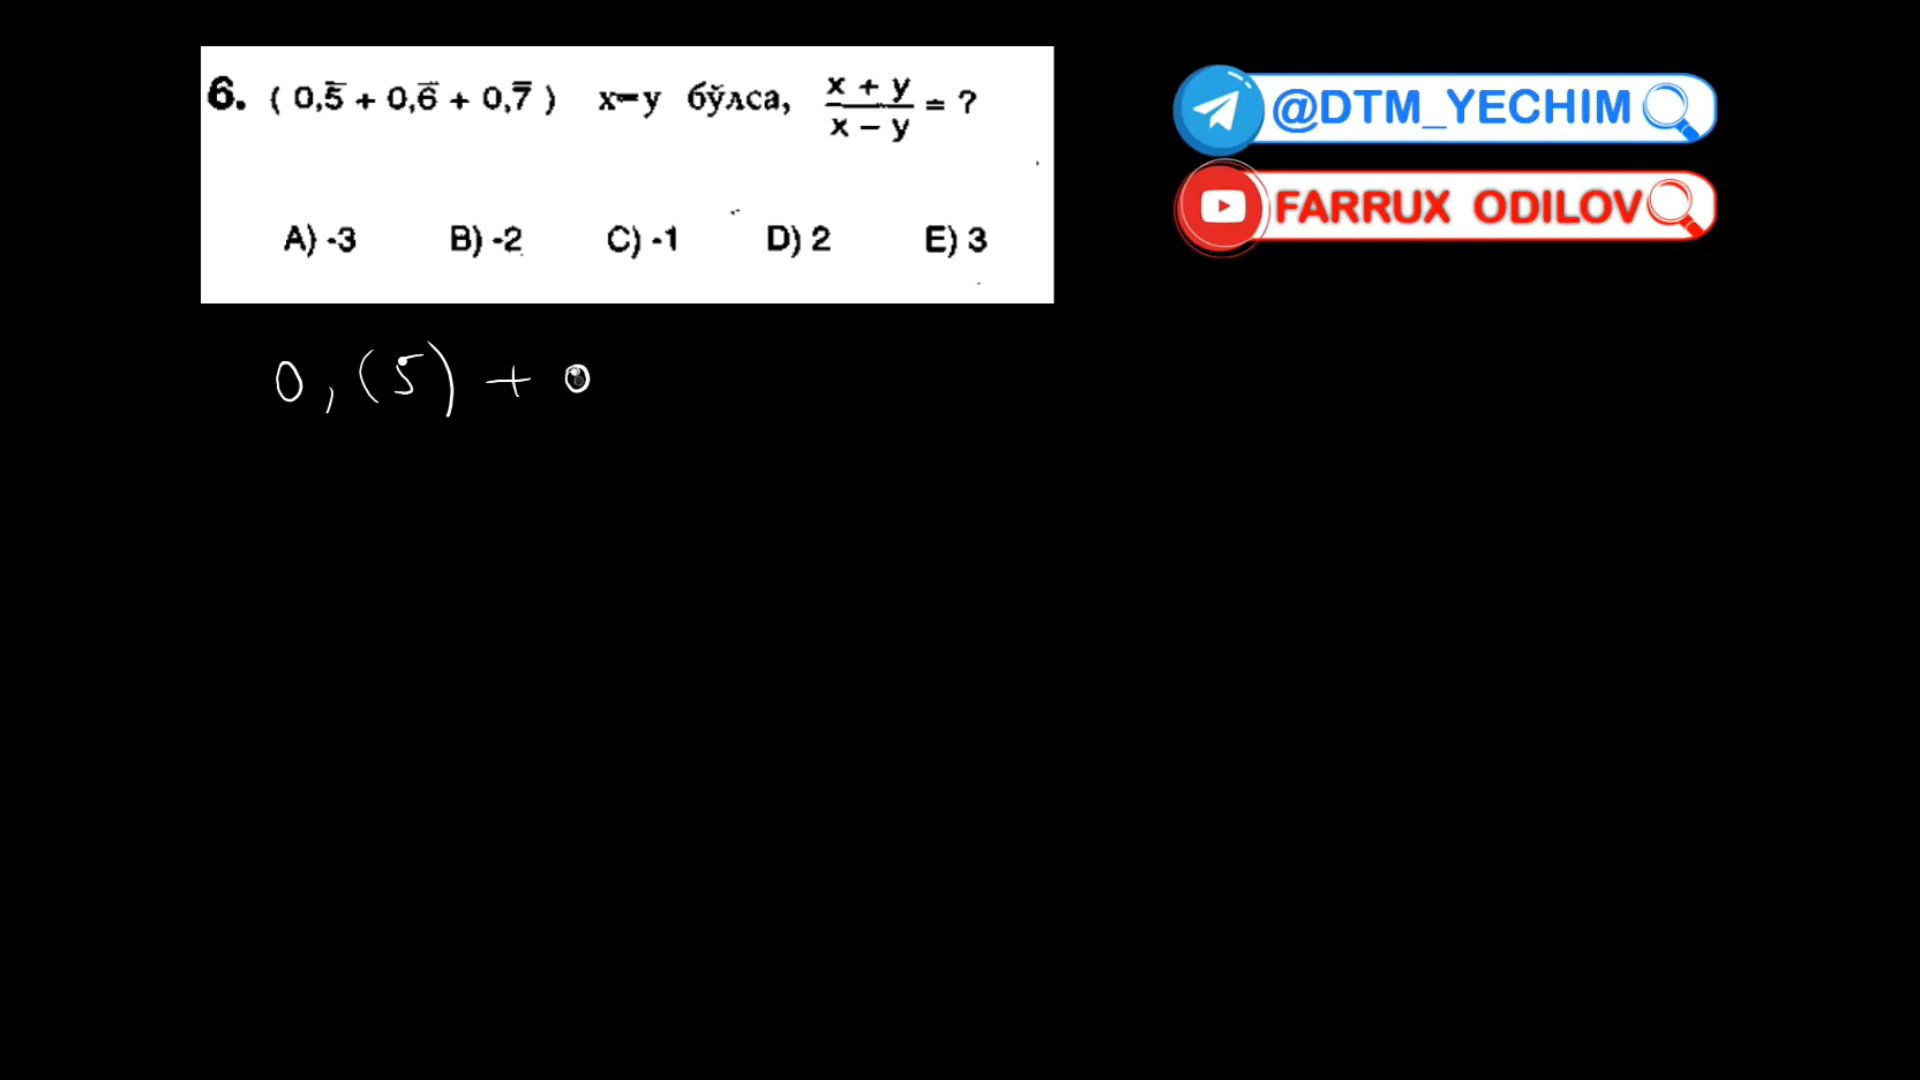 6. ( 0,5̅ + 0,6̅ + 0,7̅ ) x=y бўлса, x + y / x − y = ?
A) -3 B) -2 C) -1 D) 2 E) 3
@DTM_YECHIM
FARRUX ODILOV
0,(5) + 0